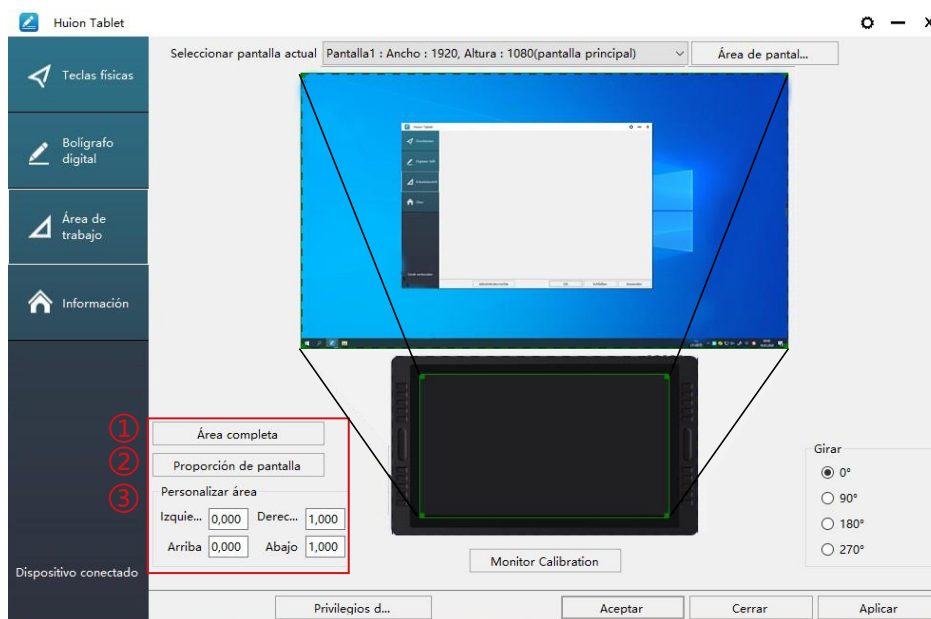 Huion Tablet
Seleccionar pantalla actual Pantalla1 : Ancho : 1920, Altura : 1080(pantalla principal) Área de pantal...
Teclas físicas
Bolígrafo
digital
Área de
trabajo
Información
Huion Tablet
① Área completa
② Proporción de pantalla
③ Personalizar área
Izquie... 0,000 Derec... 1,000
Arriba 0,000 Abajo 1,000
Girar
0°
90°
180°
270°
Monitor Calibration
Dispositivo conectado
Privilegios d... Aceptar Cerrar Aplicar